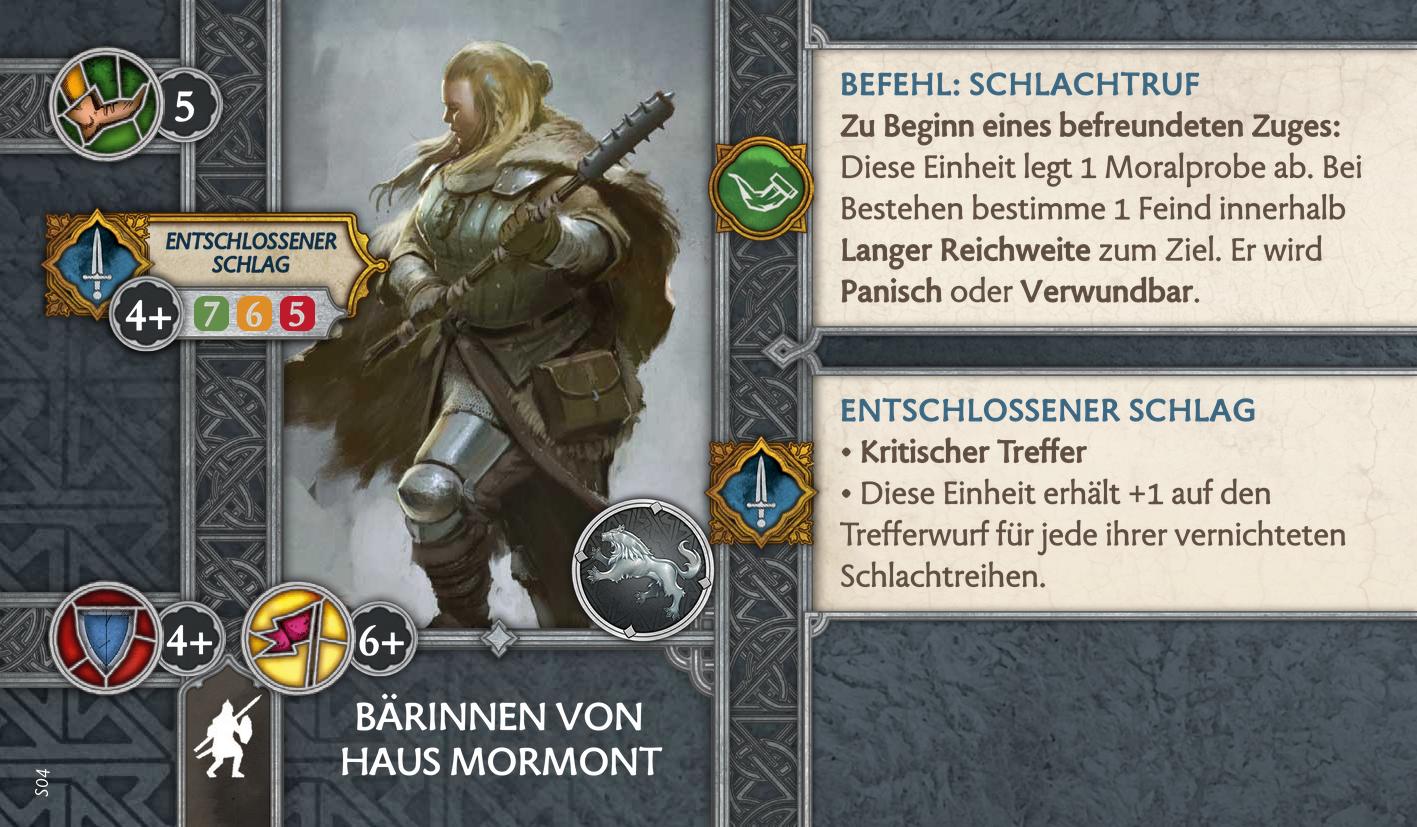 5
ENTSCHLOSSENER
SCHLAG
4+ 7 6 5
4+
6+
BÄRINNEN VON
HAUS MORMONT
S04
BEFEHL: SCHLACHTRUF
Zu Beginn eines befreundeten Zuges:
Diese Einheit legt 1 Moralprobe ab. Bei
Bestehen bestimme 1 Feind innerhalb
Langer Reichweite zum Ziel. Er wird
Panisch oder Verwundbar.
ENTSCHLOSSENER SCHLAG
• Kritischer Treffer
• Diese Einheit erhält +1 auf den
Trefferwurf für jede ihrer vernichteten
Schlachtreihen.